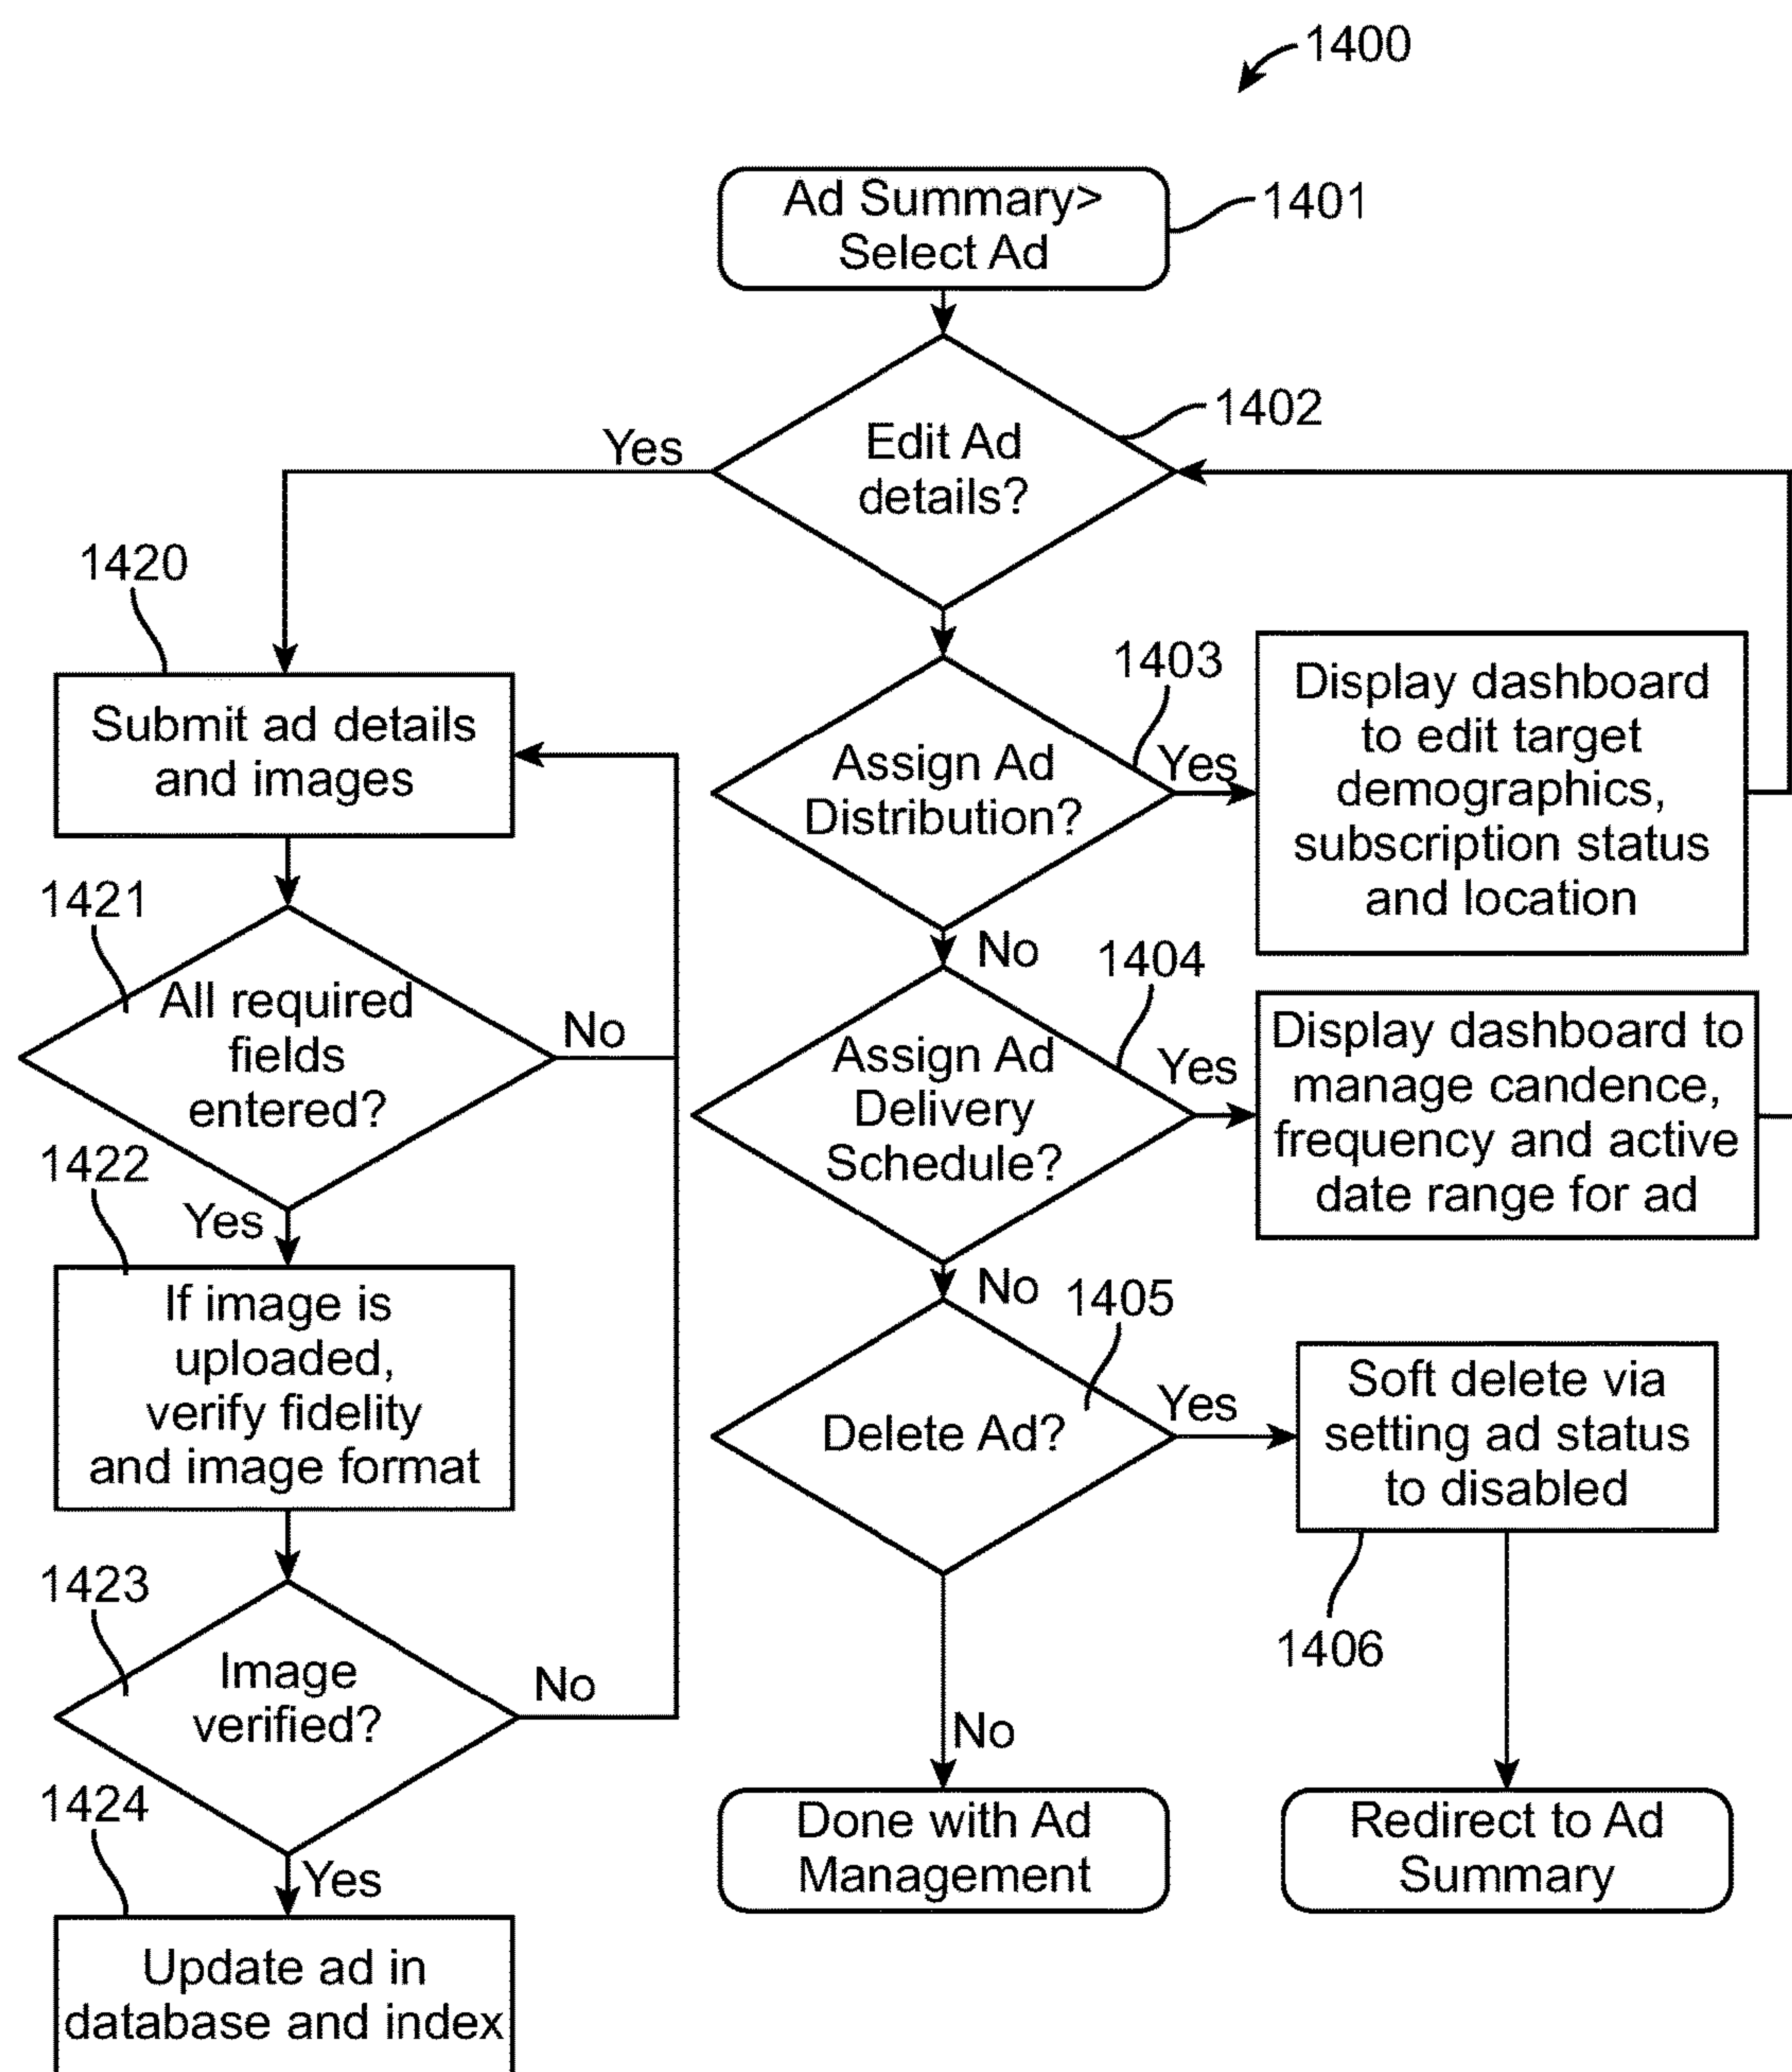 1400
Ad Summary>
Select Ad
1401
Edit Ad
details?
1402
Yes
1420
Submit ad details
and images
1403
Assign Ad
Distribution?
Yes
Display dashboard
to edit target
demographics,
subscription status
and location
No
1421
All required
fields
entered?
No
1404
Assign Ad
Delivery
Schedule?
Yes
Display dashboard to
manage candence,
frequency and active
date range for ad
No
1422
Yes
If image is
uploaded,
verify fidelity
and image format
1405
Delete Ad?
Yes
Soft delete via
setting ad status
to disabled
1406
1423
Image
verified?
No
No
Done with Ad
Management
Redirect to Ad
Summary
1424
Yes
Update ad in
database and index